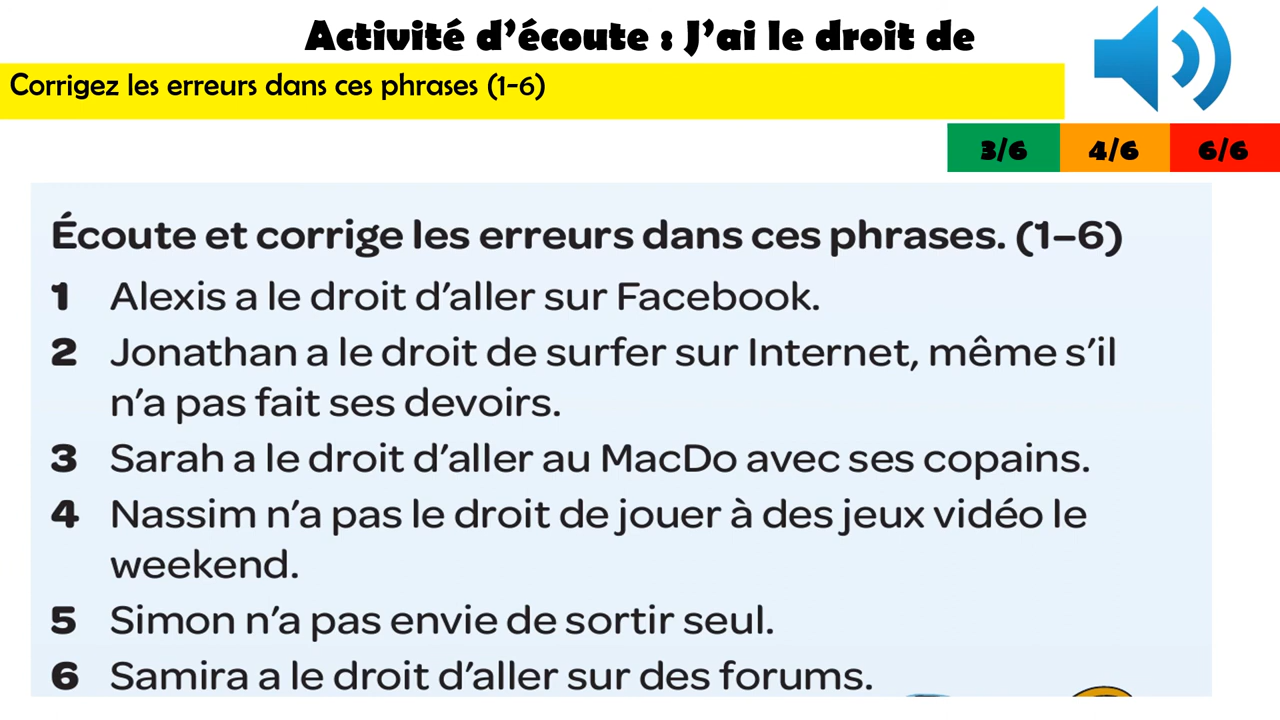 Activité d'écoute : J'ai le droit de
Corrigez les erreurs dans ces phrases (1-6)
3/6 4/6 6/6
Écoute et corrige les erreurs dans ces phrases. (1–6)
1 Alexis a le droit d'aller sur Facebook.
2 Jonathan a le droit de surfer sur Internet, même s'il
n'a pas fait ses devoirs.
3 Sarah a le droit d'aller au MacDo avec ses copains.
4 Nassim n'a pas le droit de jouer à des jeux vidéo le
weekend.
5 Simon n'a pas envie de sortir seul.
6 Samira a le droit d'aller sur des forums.